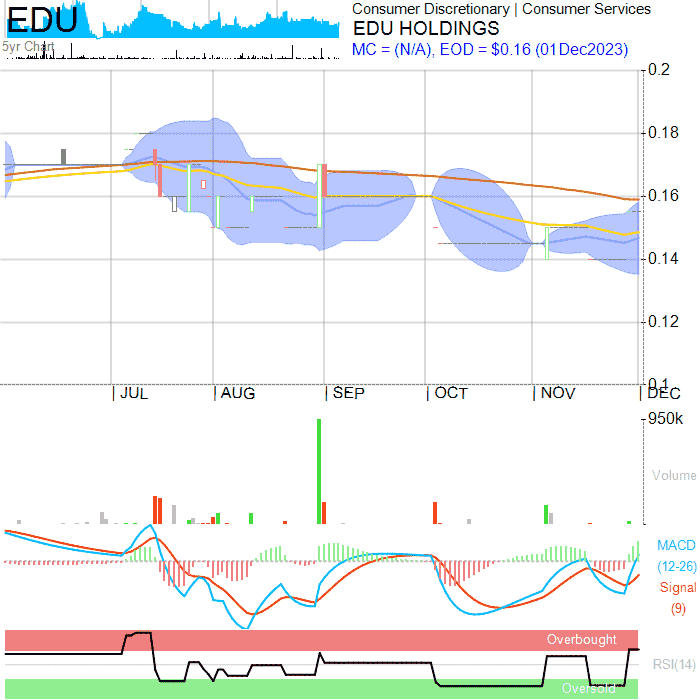 EDU
Consumer Discretionary | Consumer Services
EDU HOLDINGS
MC = (N/A), EOD = $0.16 (01Dec2023)
5yr Chart
0.2
0.18
0.16
0.14
0.12
0.1
| JUL | AUG | SEP | OCT | NOV | DEC
950k
Volume
MACD
(12-26)
Signal
(9)
Overbought
RSI(14)
Oversold